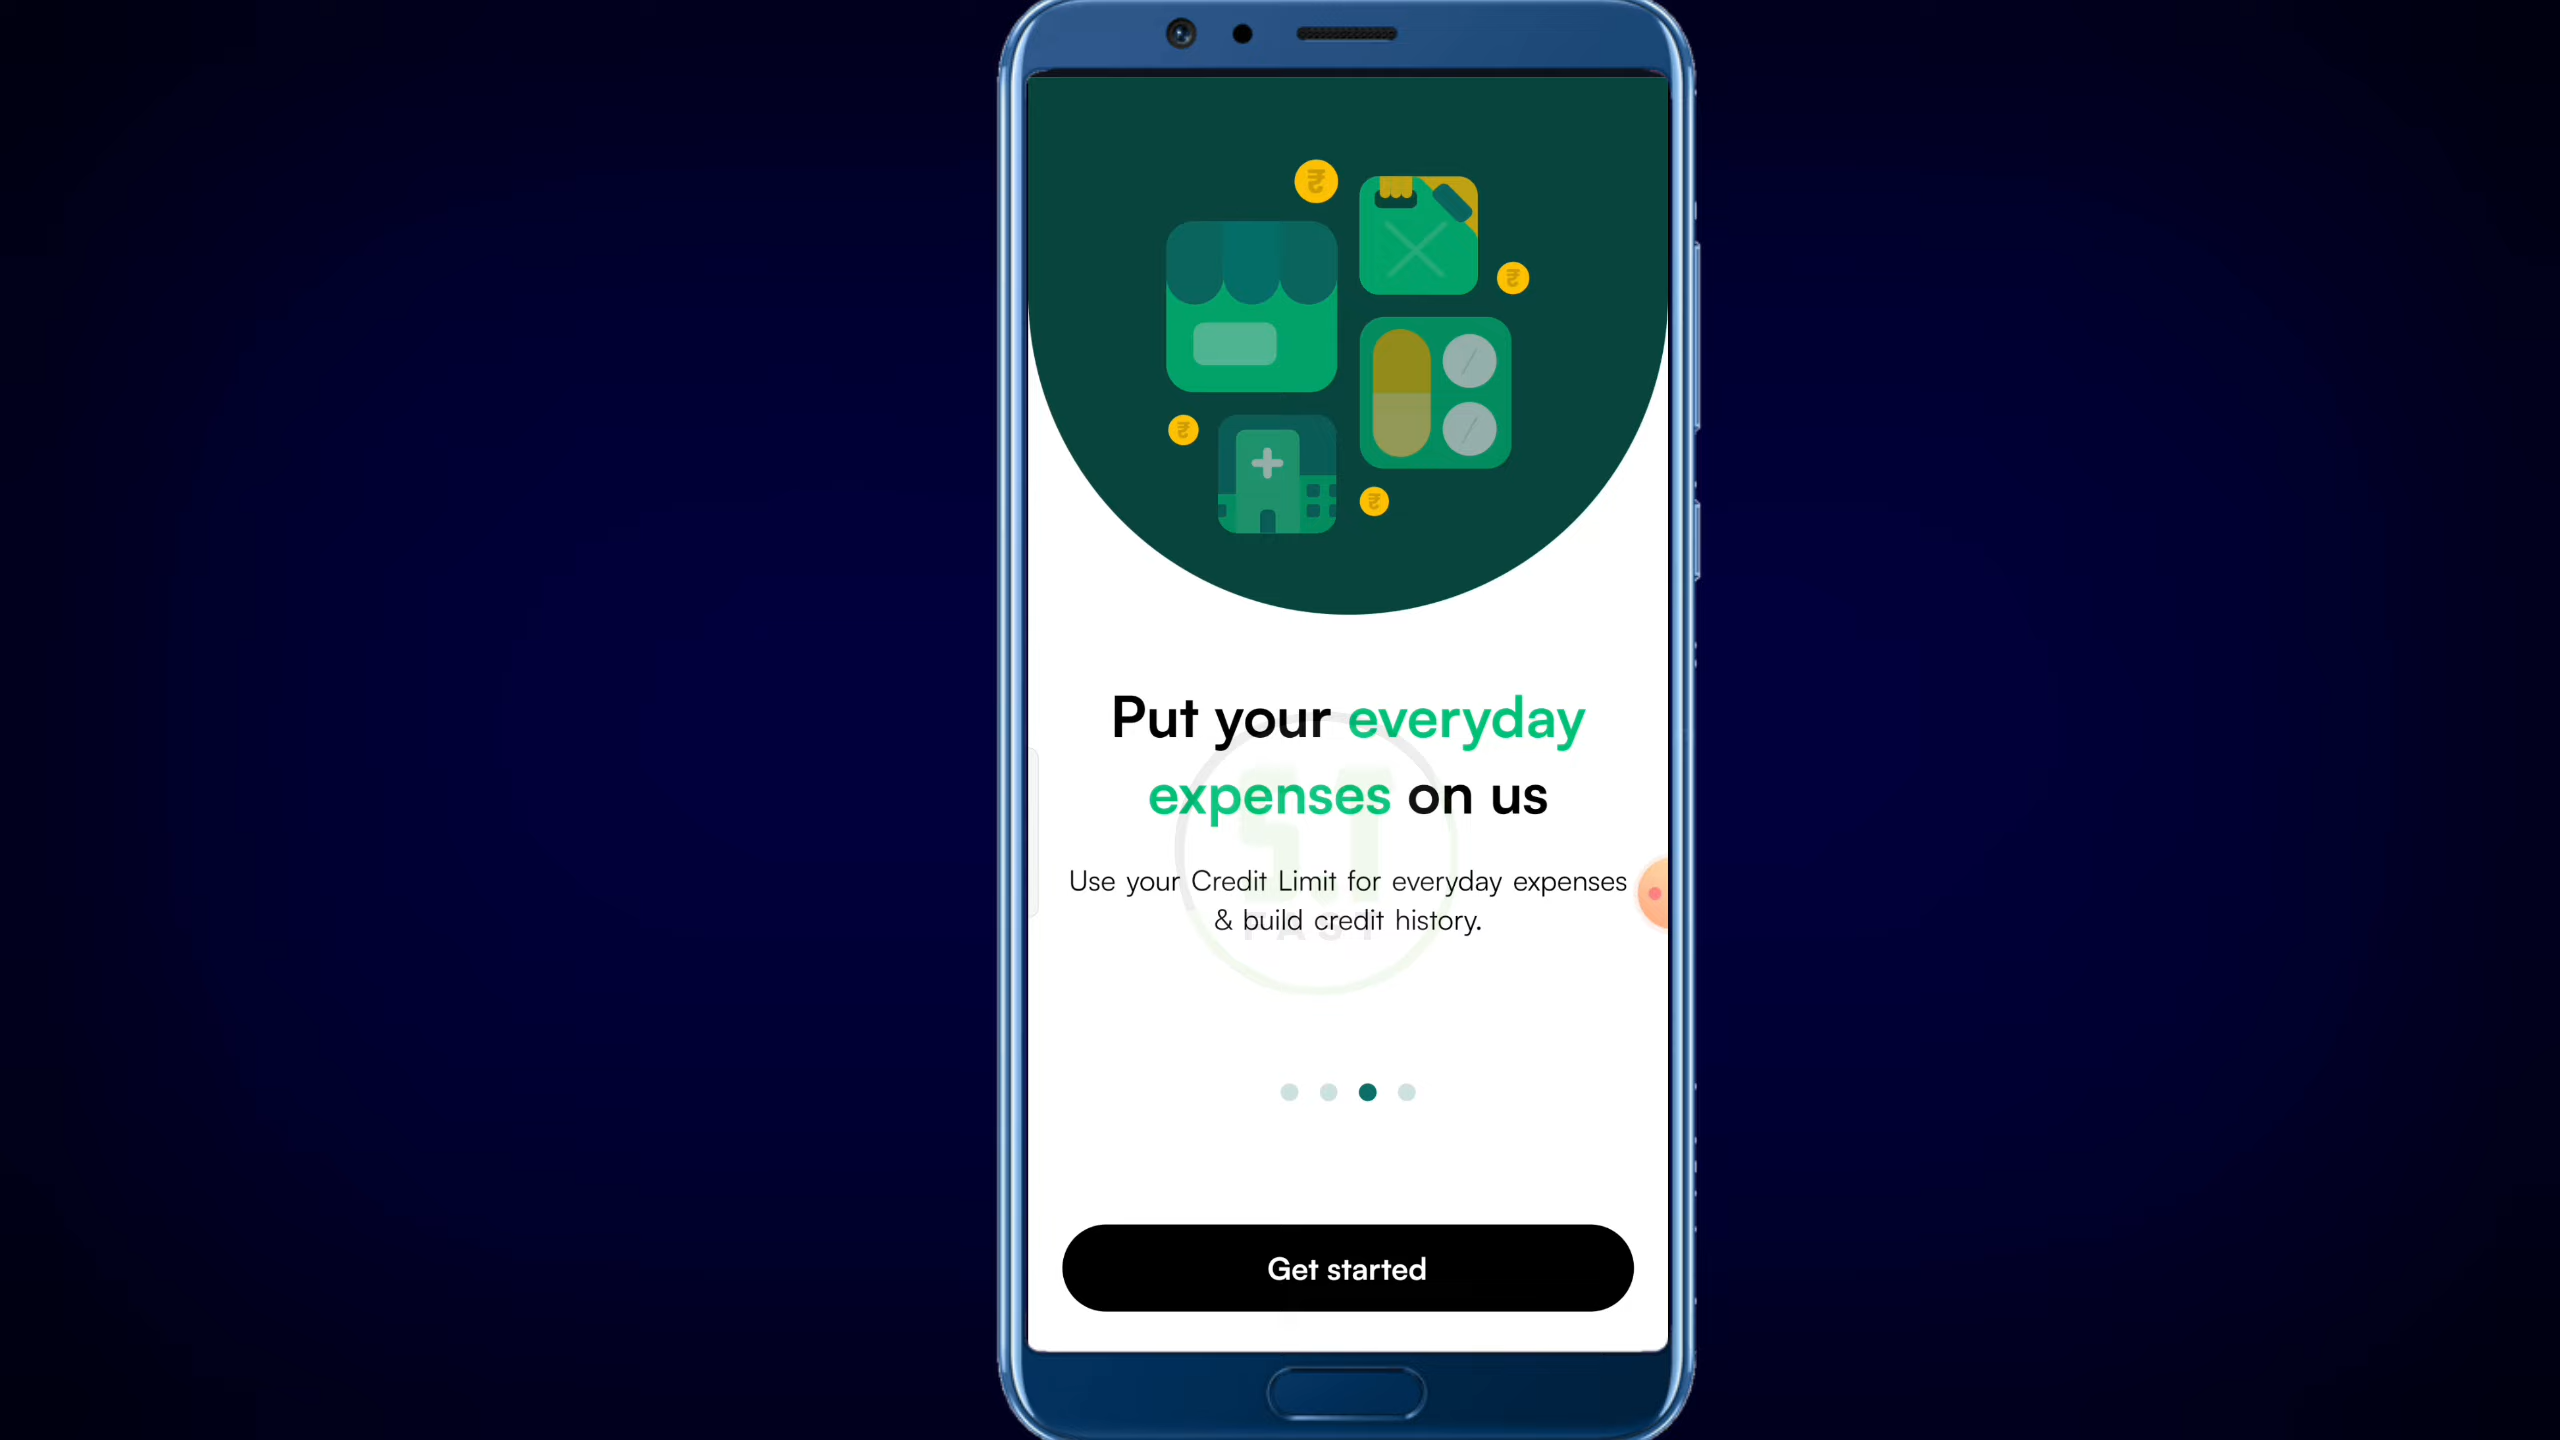 ₹
₹
₹
₹
Put your everyday
expenses on us
Use your Credit Limit for everyday expenses
& build credit history.
Get started